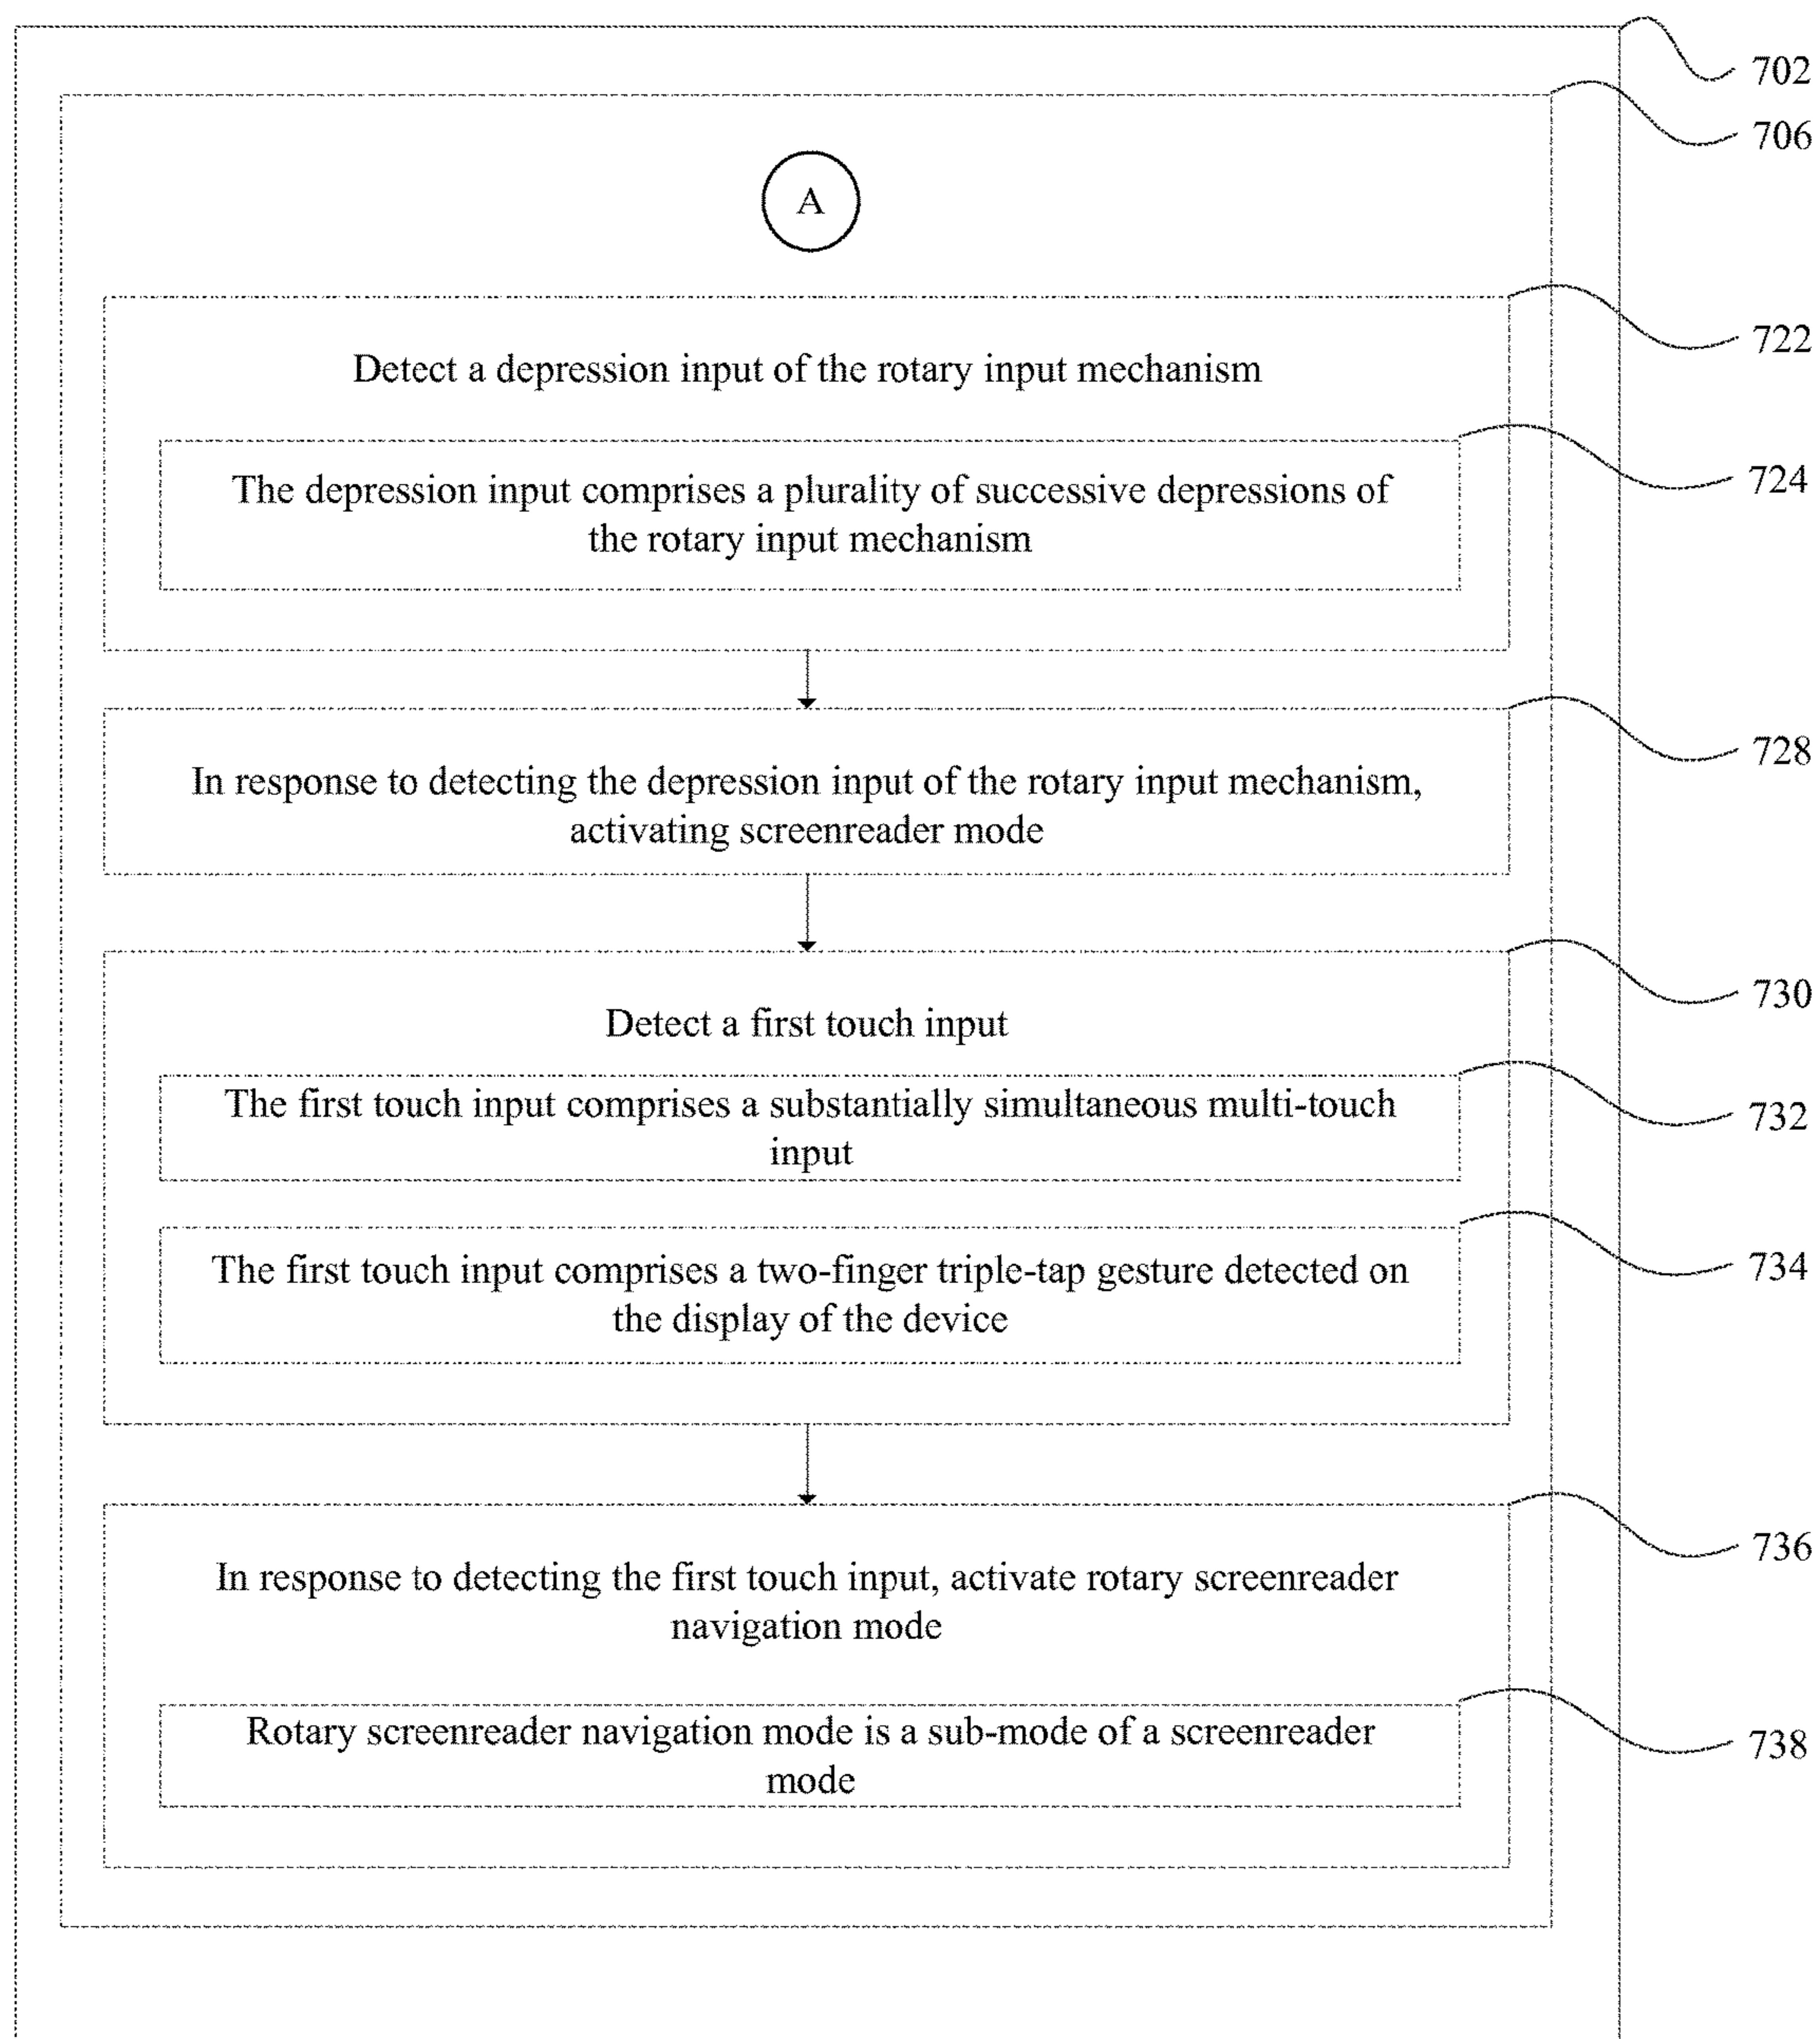 702
706
A
722
Detect a depression input of the rotary input mechanism
724
The depression input comprises a plurality of successive depressions of
the rotary input mechanism
728
In response to detecting the depression input of the rotary input mechanism,
activating screenreader mode
730
Detect a first touch input
732
The first touch input comprises a substantially simultaneous multi-touch
input
734
The first touch input comprises a two-finger triple-tap gesture detected on
the display of the device
736
In response to detecting the first touch input, activate rotary screenreader
navigation mode
738
Rotary screenreader navigation mode is a sub-mode of a screenreader
mode